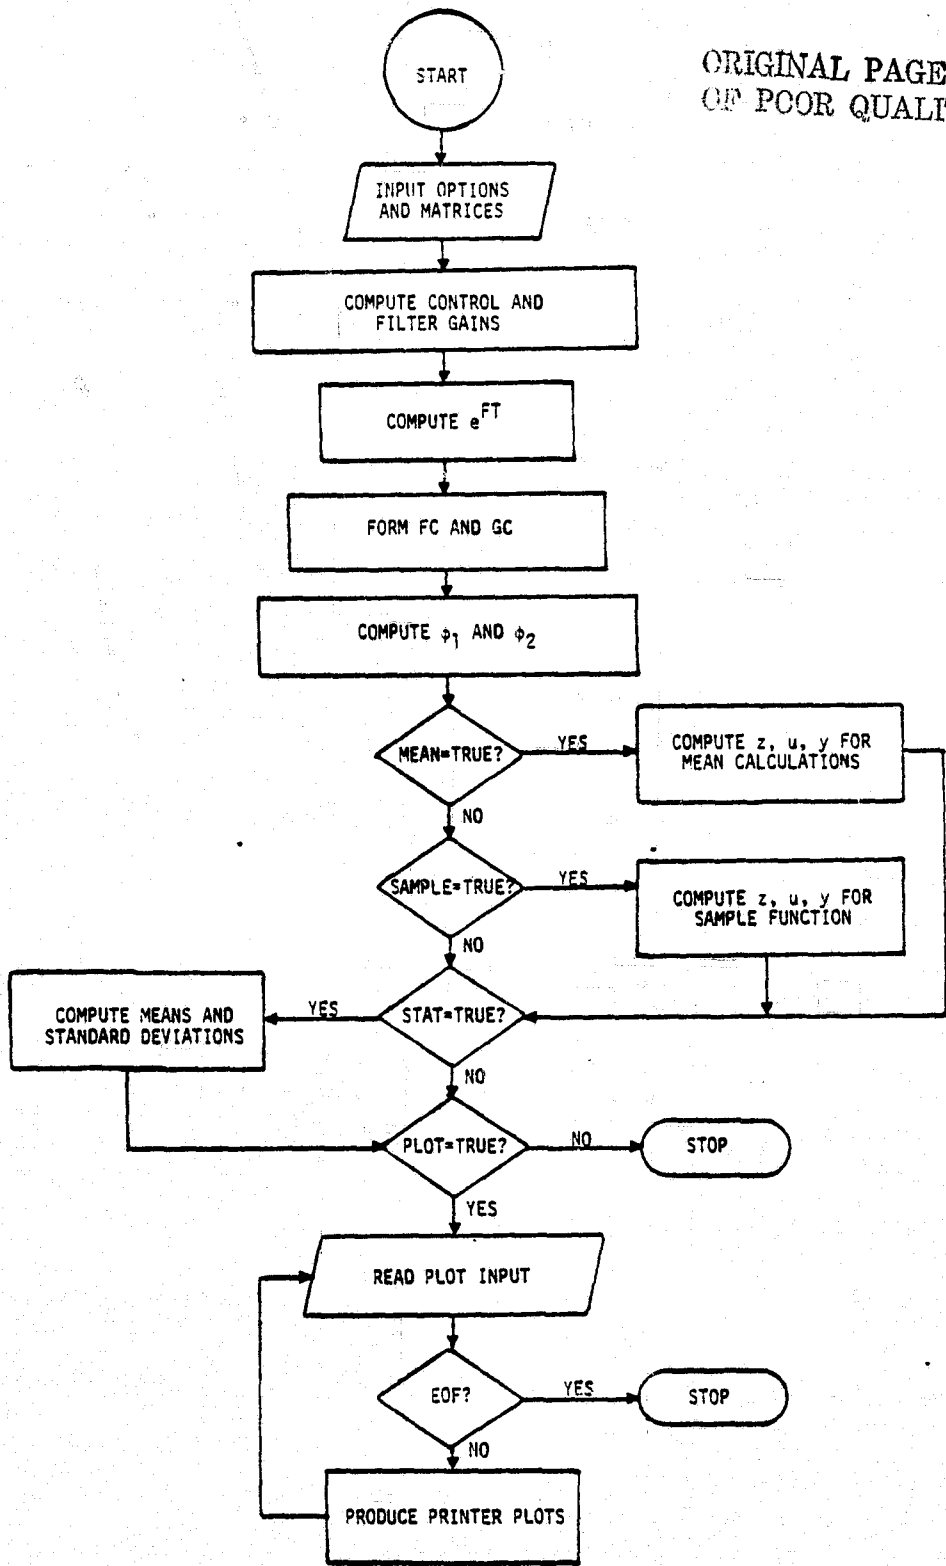 START
ORIGINAL PAGE
OF POOR QUALI
INPUT OPTIONS
AND MATRICES
COMPUTE CONTROL AND
FILTER GAINS
COMPUTE e^FT
FORM FC AND GC
COMPUTE ϕ1 AND ϕ2
MEAN=TRUE?
YES
COMPUTE z, u, y FOR
MEAN CALCULATIONS
NO
SAMPLE=TRUE?
YES
COMPUTE z, u, y FOR
SAMPLE FUNCTION
NO
COMPUTE MEANS AND
STANDARD DEVIATIONS
YES
STAT=TRUE?
NO
PLOT=TRUE?
NO
STOP
YES
READ PLOT INPUT
EOF?
YES
STOP
NO
PRODUCE PRINTER PLOTS